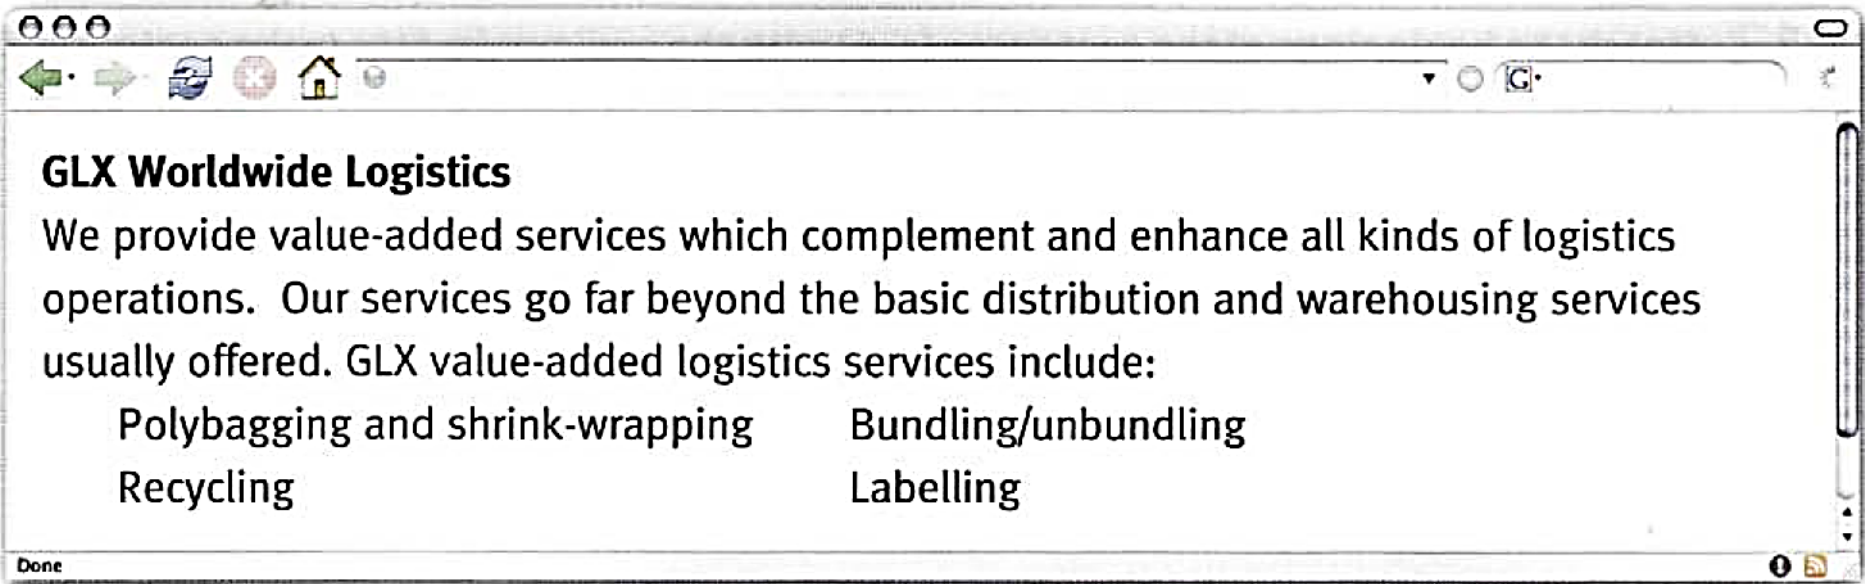 G
GLX Worldwide Logistics
We provide value-added services which complement and enhance all kinds of logistics
operations. Our services go far beyond the basic distribution and warehousing services
usually offered. GLX value-added logistics services include:
Polybagging and shrink-wrapping Bundling/unbundling
Recycling Labelling
Done